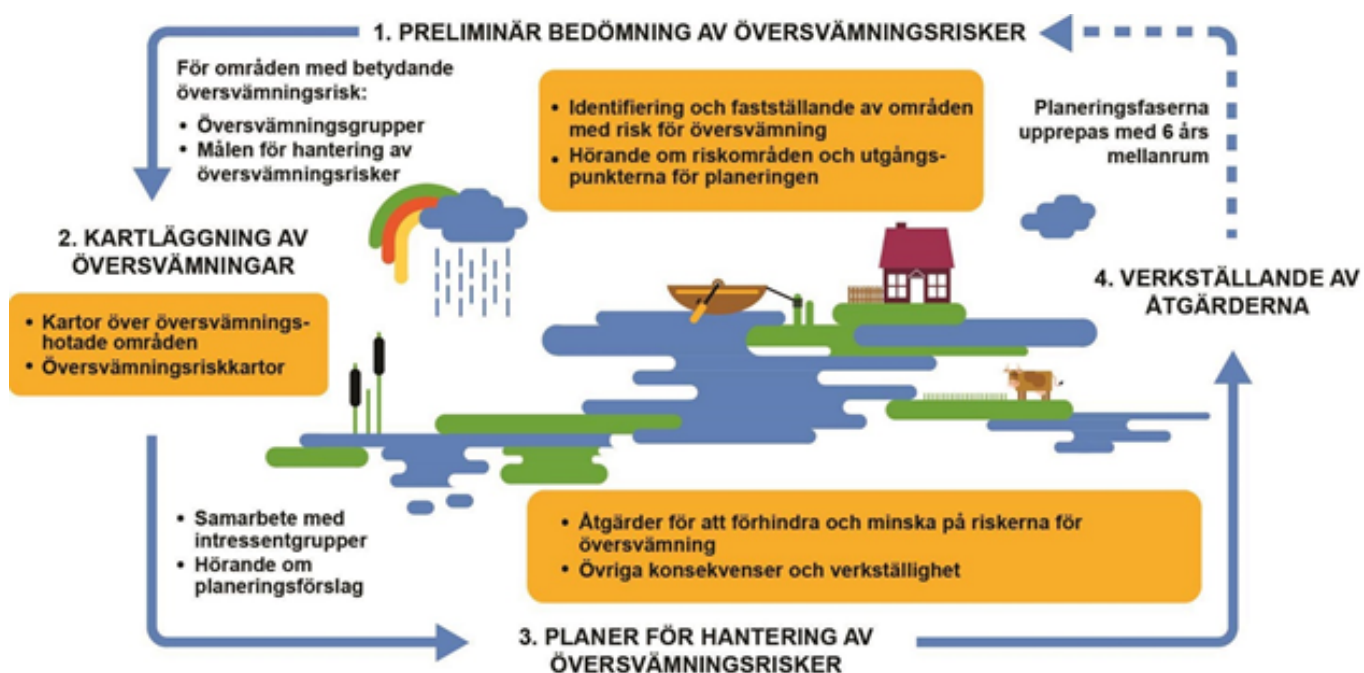 1. PRELIMINÄR BEDÖMNING AV ÖVERSVÄMNINGSRISKER
För områden med betydande
översvämningsrisk:
• Översvämningsgrupper
• Målen för hantering av
översvämningsrisker
• Identifiering och fastställande av områden
med risk för översvämning
• Hörande om riskområden och utgångs-
punkterna för planeringen
Planeringsfaserna
upprepas med 6 års
mellanrum
2. KARTLÄGGNING AV
ÖVERSVÄMNINGAR
• Kartor över översvämnings-
hotade områden
• Översvämningsriskkartor
4. VERKSTÄLLANDE AV
ÅTGÄRDERNA
• Samarbete med
intressentgrupper
• Hörande om
planeringsförslag
• Åtgärder för att förhindra och minska på riskerna för
översvämning
• Övriga konsekvenser och verkställighet
3. PLANER FÖR HANTERING AV
ÖVERSVÄMNINGSRISKER